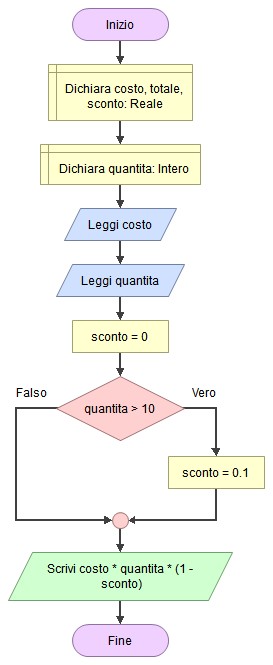 Inizio
Dichiara costo, totale,
sconto: Reale
Dichiara quantita: Intero
Leggi costo
Leggi quantita
sconto = 0
Falso
Vero
quantita > 10
sconto = 0.1
Scrivi costo * quantita * (1 -
sconto)
Fine